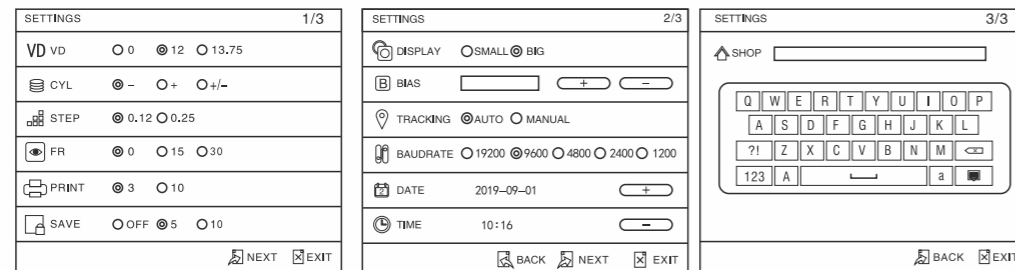 SETTINGS 1/3
VD VD 0 12 13.75
CYL - + +/-
STEP 0.12 0.25
FR 0 15 30
PRINT 3 10
SAVE OFF 5 10
NEXT EXIT
SETTINGS 2/3
DISPLAY SMALL BIG
B BIAS + -
TRACKING AUTO MANUAL
BAUDRATE 19200 9600 4800 2400 1200
2 DATE 2019-09-01 +
TIME 10:16 -
BACK NEXT EXIT
SETTINGS 3/3
SHOP
Q W E R T Y U I O P
A S D F G H J K L
?! Z X C V B N M
123 A a
BACK EXIT